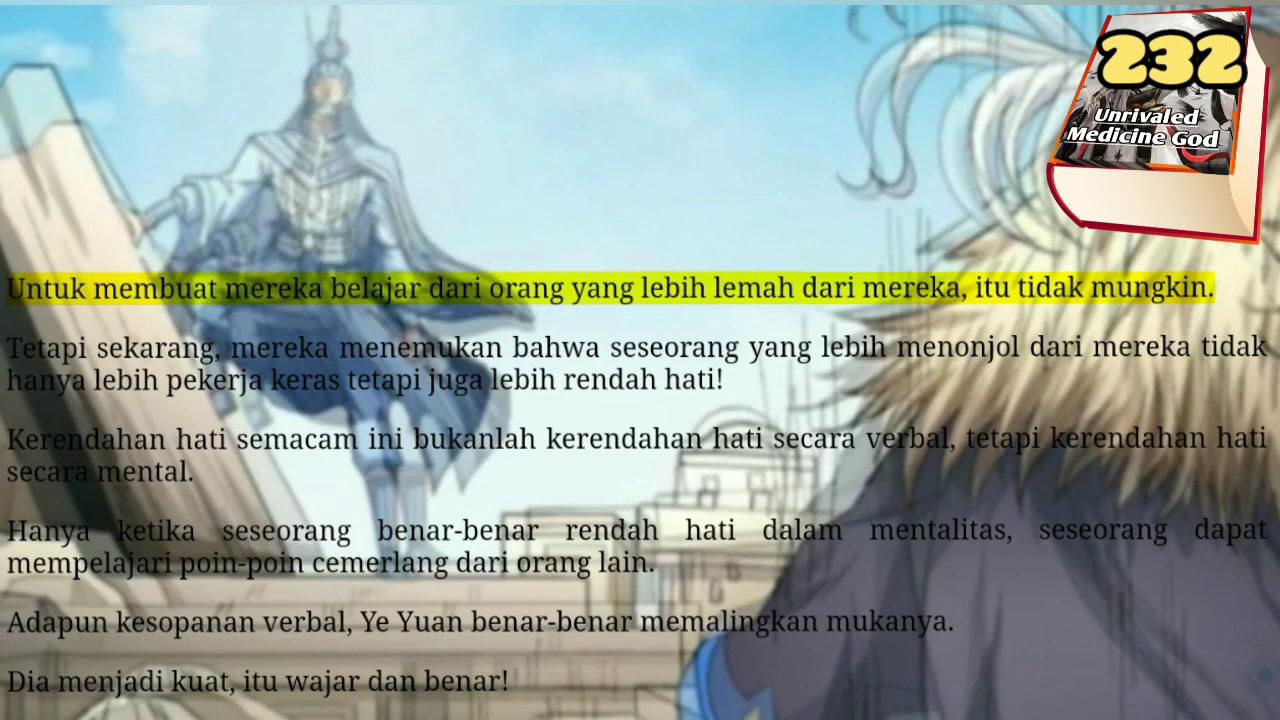 232
Unrivaled
Medicine God
Untuk membuat mereka belajar dari orang yang lebih lemah dari mereka, itu tidak mungkin.
Tetapi sekarang, mereka menemukan bahwa seseorang yang lebih menonjol dari mereka tidak
hanya lebih pekerja keras tetapi juga lebih rendah hati!
Kerendahan hati semacam ini bukanlah kerendahan hati secara verbal, tetapi kerendahan hati
secara mental.
Hanya ketika seseorang benar-benar rendah hati dalam mentalitas, seseorang dapat
mempelajari poin-poin cemerlang dari orang lain.
Adapun kesopanan verbal, Ye Yuan benar-benar memalingkan mukanya.
Dia menjadi kuat, itu wajar dan benar!